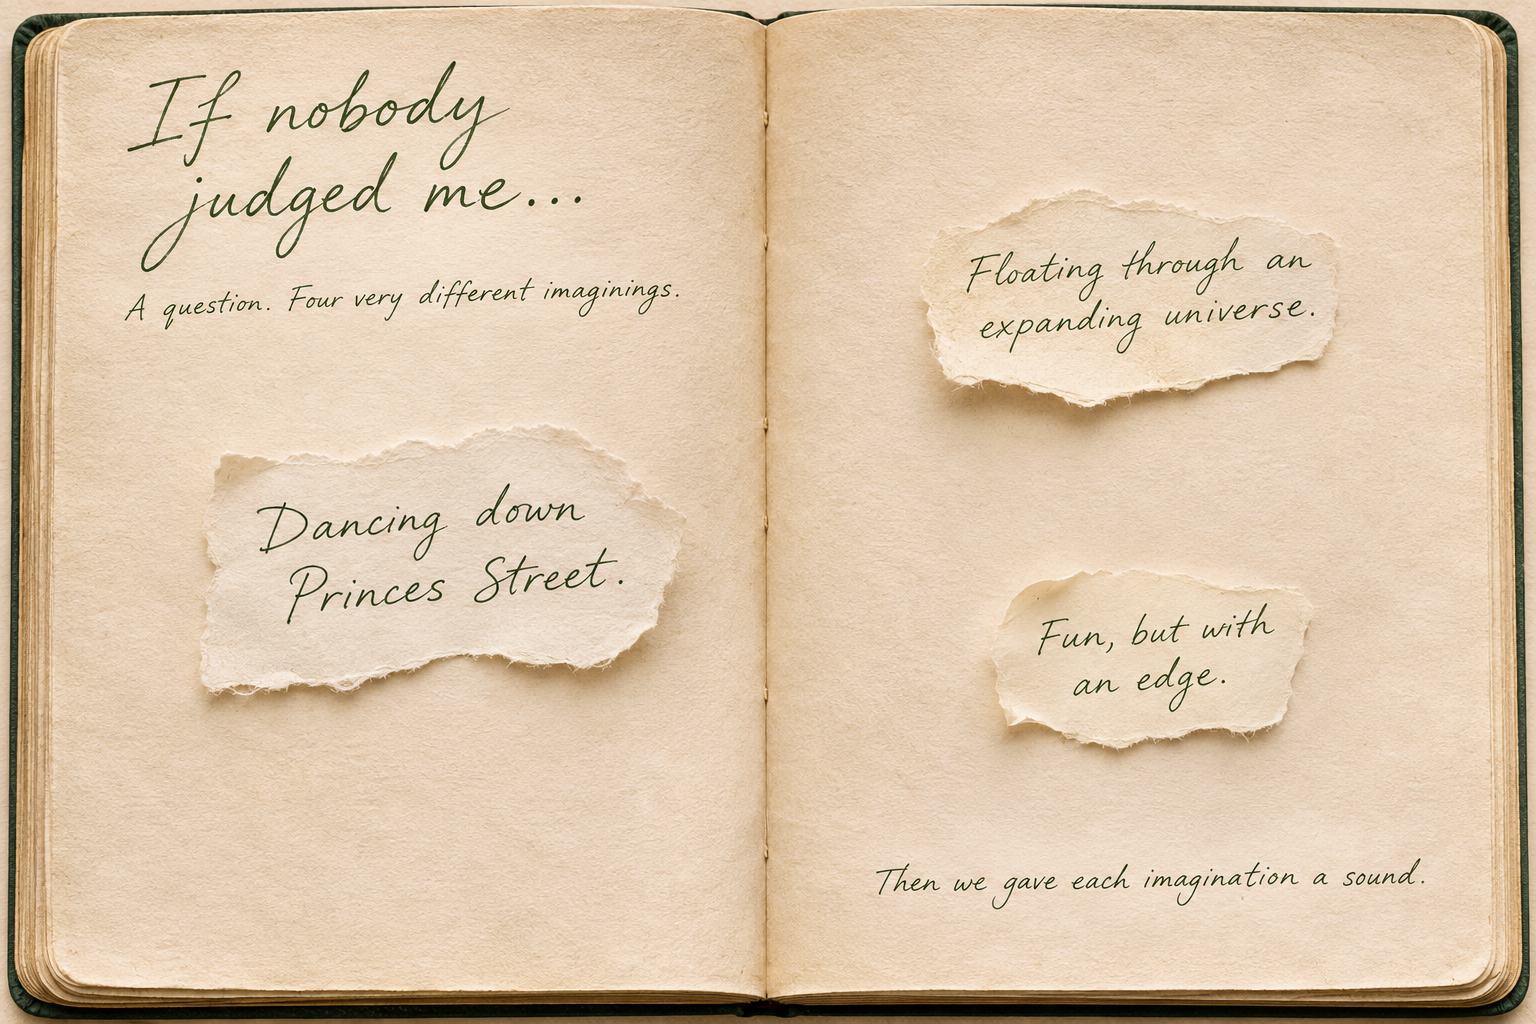 If nobody
judged me...
A question. Four very different imaginings.
Dancing down
Princes Street.
Floating through an
expanding universe.
Fun, but with
an edge.
Then we gave each imagination a sound.